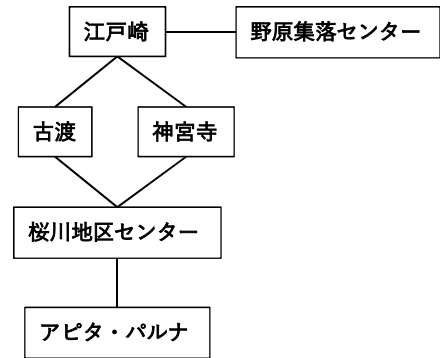 江戸崎
野原集落センター
古渡
神宮寺
桜川地区センター
アピタ・パルナ